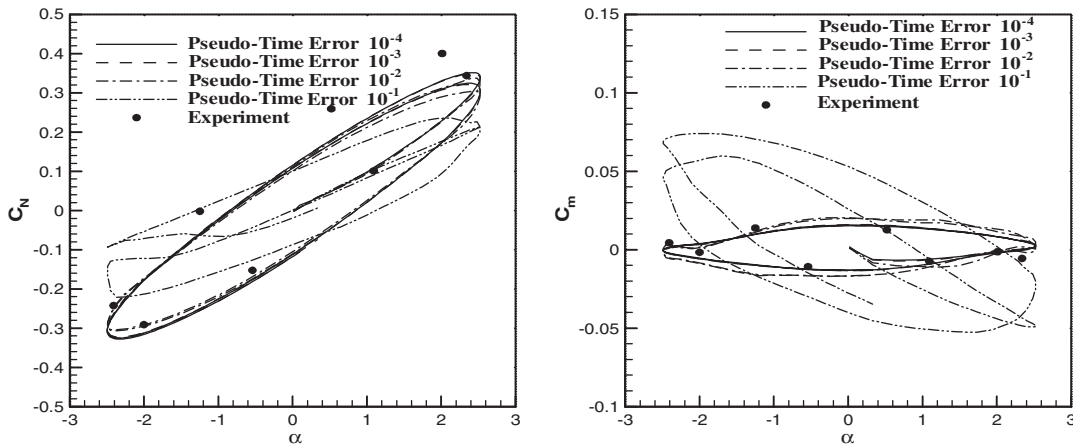 0.5
0.4
0.3
0.2
0.1
0
-0.1
-0.2
-0.3
-0.4
-0.5
C_N
Pseudo-Time Error 10^-4
Pseudo-Time Error 10^-3
Pseudo-Time Error 10^-2
Pseudo-Time Error 10^-1
Experiment
-3 -2 -1 0 1 2 3
α
0.15
0.1
0.05
0
-0.05
-0.1
C_m
Pseudo-Time Error 10^-4
Pseudo-Time Error 10^-3
Pseudo-Time Error 10^-2
Pseudo-Time Error 10^-1
Experiment
-3 -2 -1 0 1 2 3
α